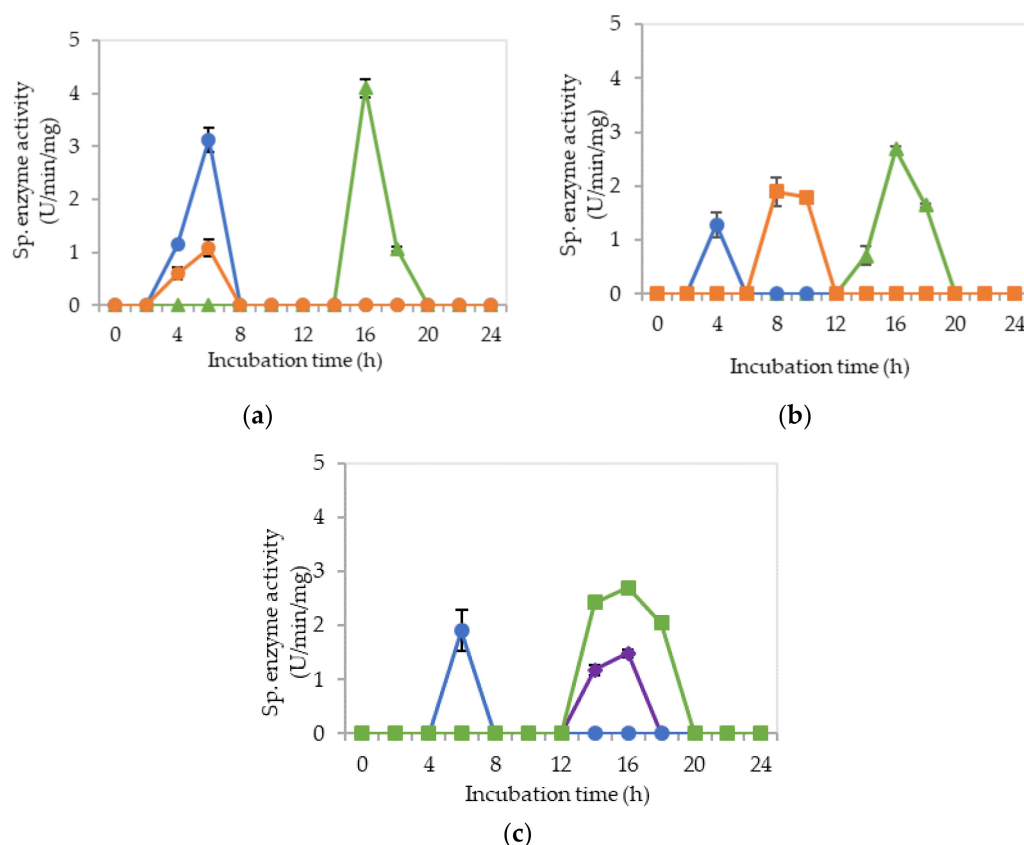 5
4
3
2
1
0
Sp. enzyme activity
(U/min/mg)
0 4 8 12 16 20 24
Incubation time (h)
(a)
5
4
3
2
1
0
Sp. enzyme activity
(U/min/mg)
0 4 8 12 16 20 24
Incubation time (h)
(b)
5
4
3
2
1
0
Sp. enzyme activity
(U/min/mg)
0 4 8 12 16 20 24
Incubation time (h)
(c)